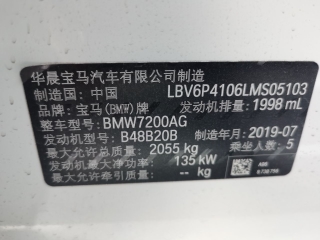 华晨宝马汽车有限公司制造
制造国：中国 LBV6P4106LMS05103
品牌：宝马(BMW)牌 发动机排量：1998 mL
整车型号：BMW7200AG
发动机型号：B48B20B 制造年月：2019-07
最大允许总质量：2055 kg 乘坐人数：5
发动机最大净功率：135 kW
最大允许牵引质量：-- kg